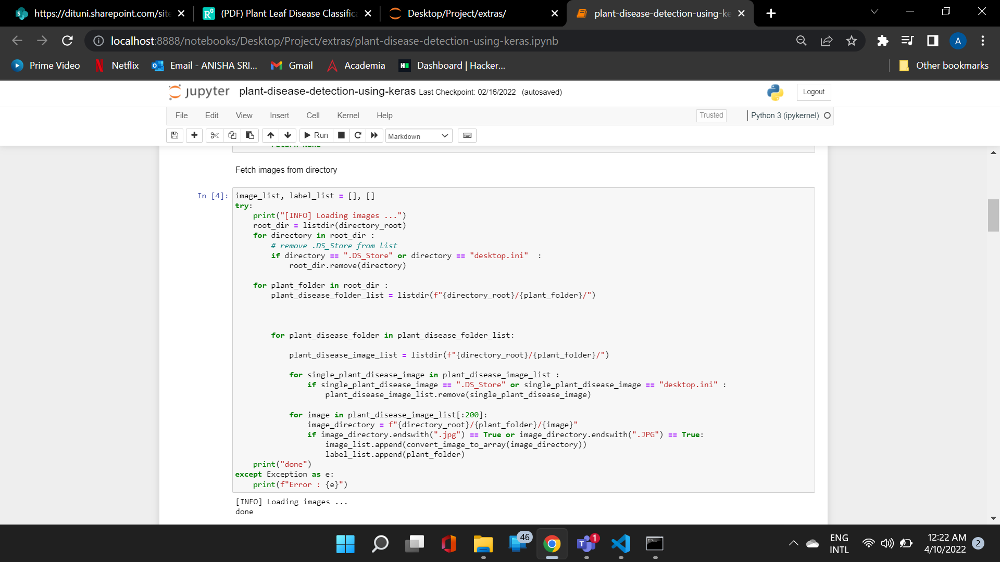 https://dituni.sharepoint.com/site
(PDF) Plant Leaf Disease Classifica
Desktop/Project/extras/
plant-disease-detection-using-ke
localhost:8888/notebooks/Desktop/Project/extras/plant-disease-detection-using-keras.ipynb
A
Prime Video
Netflix
Email - ANISHA SRI...
Gmail
Academia
Dashboard | Hacker...
Other bookmarks
jupyter plant-disease-detection-using-keras Last Checkpoint: 02/16/2022 (autosaved)
Logout
File Edit View Insert Cell Kernel Help
Trusted
Python 3 (ipykernel)
Run
Markdown
return None
Fetch images from directory
In [4]: image_list, label_list = [], []
try:
    print("[INFO] Loading images ...")
    root_dir = listdir(directory_root)
    for directory in root_dir :
        # remove .DS_Store from list
        if directory == ".DS_Store" or directory == "desktop.ini"  :
            root_dir.remove(directory)
    for plant_folder in root_dir :
        plant_disease_folder_list = listdir(f"{directory_root}/{plant_folder}/")
        for plant_disease_folder in plant_disease_folder_list:
            plant_disease_image_list = listdir(f"{directory_root}/{plant_folder}/")
            for single_plant_disease_image in plant_disease_image_list :
                if single_plant_disease_image == ".DS_Store" or single_plant_disease_image == "desktop.ini" :
                    plant_disease_image_list.remove(single_plant_disease_image)
            for image in plant_disease_image_list[:200]:
                image_directory = f"{directory_root}/{plant_folder}/{image}"
                if image_directory.endswith(".jpg") == True or image_directory.endswith(".JPG") == True:
                    image_list.append(convert_image_to_array(image_directory))
                    label_list.append(plant_folder)
    print("done")
except Exception as e:
    print(f"Error : {e}")
[INFO] Loading images ...
done
46
1
ENG
INTL
12:22 AM
4/10/2022
2